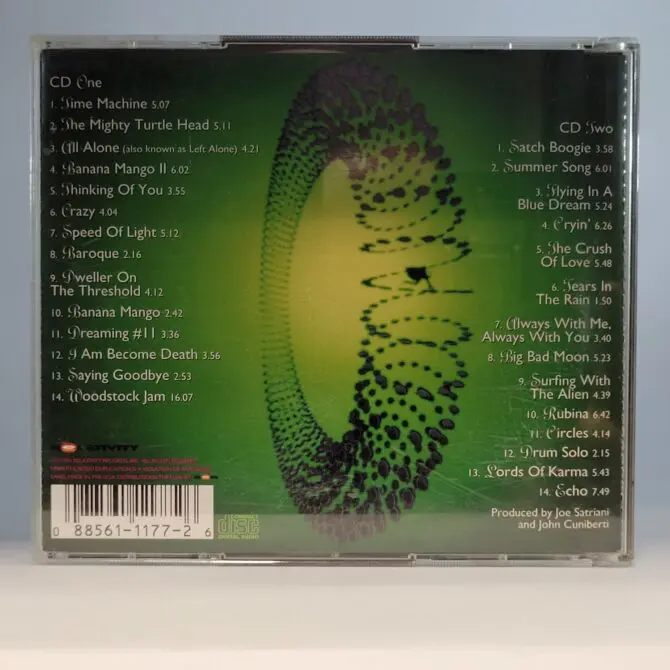 CD One
1. Time Machine 5.07
2. The Mighty Turtle Head 5.11
3. All Alone (also known as Left Alone) 4.21
4. Banana Mango II 6.02
5. Thinking Of You 3.55
6. Crazy 4.04
7. Speed Of Light 5.12
8. Baroque 2.16
9. Dweller On
The Threshold 4.12
10. Banana Mango 2.42
11. Dreaming #11 3.36
12. I Am Become Death 3.56
13. Saying Goodbye 2:53
14. Woodstock Jam 16.07
CD Two
1. Satch Boogie 3.58
2. Summer Song 6.01
3. Flying In A
Blue Dream 5.24
4. Cryin' 6.26
5. The Crush
Of Love 5.48
6. Tears In
The Rain 1.50
7. Always With Me,
Always With You 3.40
8. Big Bad Moon 5.23
9. Surfing With
The Alien 4.39
10. Rubina 6.42
11. Circles 4.14
12. Drum Solo 2.15
13. Lords Of Karma 5.43
14. Echo 7.49
Produced by Joe Satriani
and John Cuniberti
0 88561-1177-2 6
COMPACT
disc
DIGITAL AUDIO